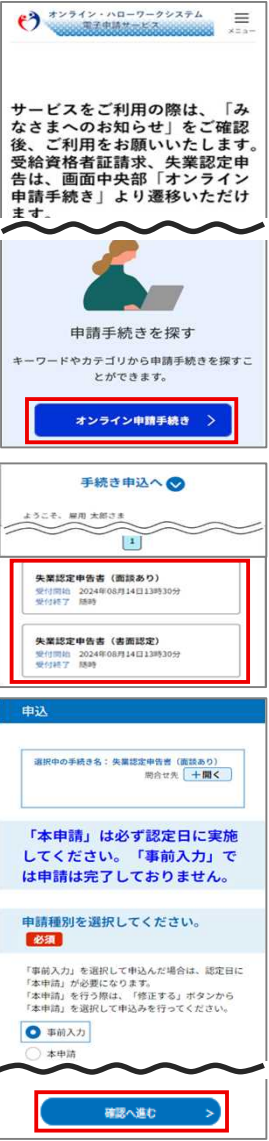 オンライン・ハローワークシステム
電子申請サービス
メニュー
サービスをご利用の際は、「み
なさまへのお知らせ」をご確認
後、ご利用をお願いいたします。
受給資格者証請求、失業認定申
告は、画面中央部「オンライン
申請手続き」より遷移いただけ
ます。
申請手続きを探す
キーワードやカテゴリから申請手続きを探すこ
とができます。
オンライン申請手続き
手続き申込へ
ようこそ、雇用 太郎さま
1
失業認定申告書（面談あり）
受付開始 2024年08月14日13時30分
受付終了 随時
失業認定申告書（書面認定）
受付開始 2024年08月14日13時30分
受付終了 随時
申込
選択中の手続き名： 失業認定申告書（面談あり）
問合せ先 ＋開く
「本申請」は必ず認定日に実施
してください。「事前入力」で
は申請は完了しておりません。
申請種別を選択してください。
必須
「事前入力」を選択して申込んだ場合は、認定日に
「本申請」が必要になります。
「本申請」を行う際は、「修正する」ボタンから
「本申請」を選択して申込みを行ってください。
事前入力
本申請
確認へ進む